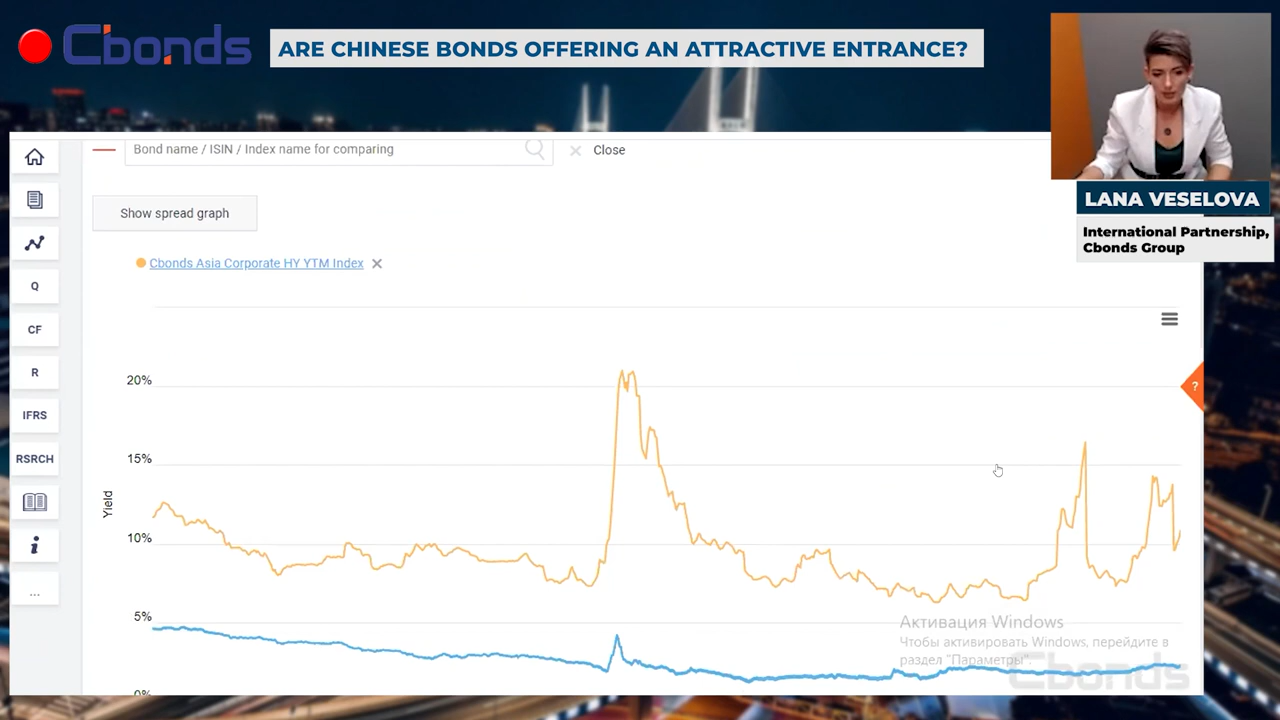 Cbonds
ARE CHINESE BONDS OFFERING AN ATTRACTIVE ENTRANCE?
Bond name / ISIN / Index name for comparing
Close
LANA VESELOVA
International Partnership,
Cbonds Group
Show spread graph
Cbonds Asia Corporate HY YTM Index
Q
CF
R
IFRS
RSRCH
...
?
Yield
20%
15%
10%
5%
0%
Активация Windows
Чтобы активировать Windows, перейдите в
раздел "Параметры".
Cbonds